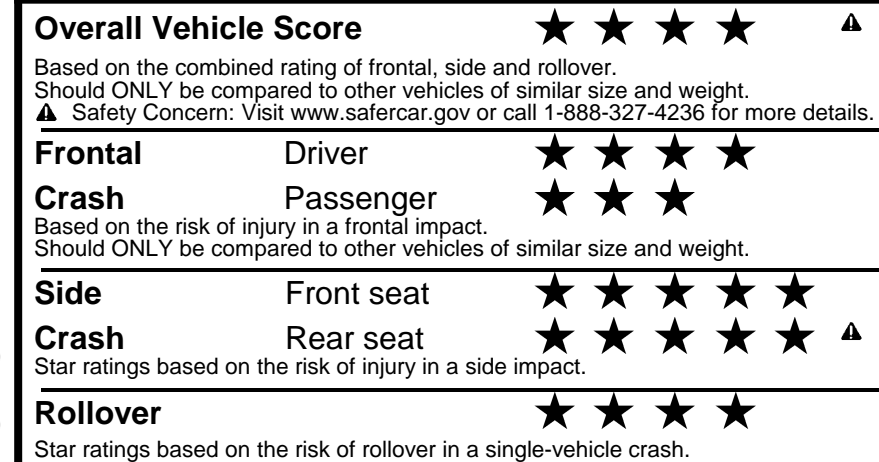 Overall Vehicle Score ★ ★ ★ ★ ⚠
Based on the combined rating of frontal, side and rollover.
Should ONLY be compared to other vehicles of similar size and weight.
⚠ Safety Concern: Visit www.safercar.gov or call 1-888-327-4236 for more details.
Frontal Driver ★ ★ ★ ★
Crash Passenger ★ ★ ★
Based on the risk of injury in a frontal impact.
Should ONLY be compared to other vehicles of similar size and weight.
Side Front seat ★ ★ ★ ★ ★
Crash Rear seat ★ ★ ★ ★ ★ ⚠
Star ratings based on the risk of injury in a side impact.
Rollover ★ ★ ★ ★
Star ratings based on the risk of rollover in a single-vehicle crash.